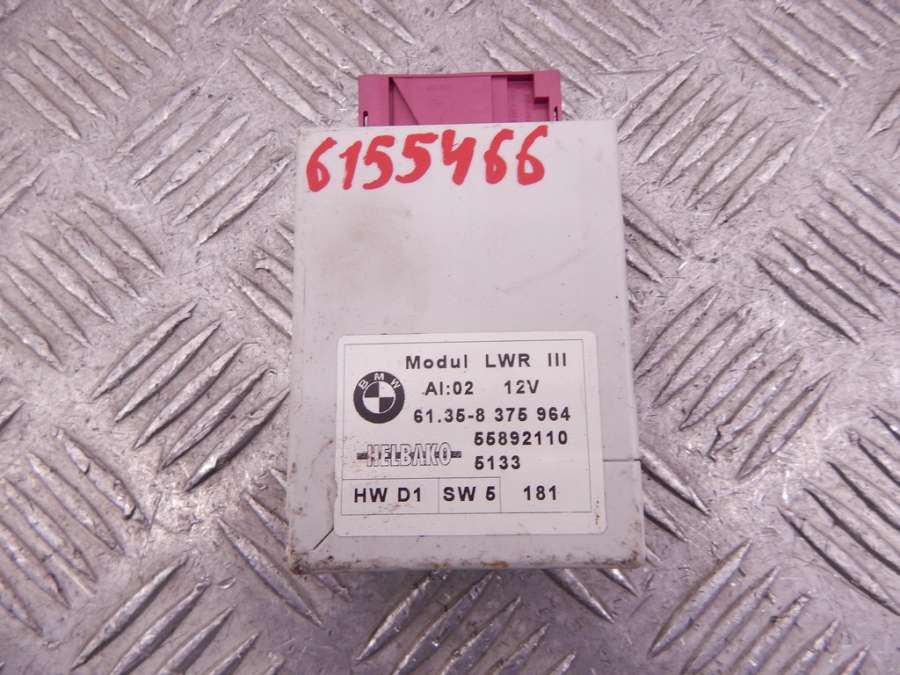 6155466
Modul LWR III
BMW
AI:02 12V
61.35-8 375 964
55892110
HELBAKO
5133
HW D1 SW 5 181